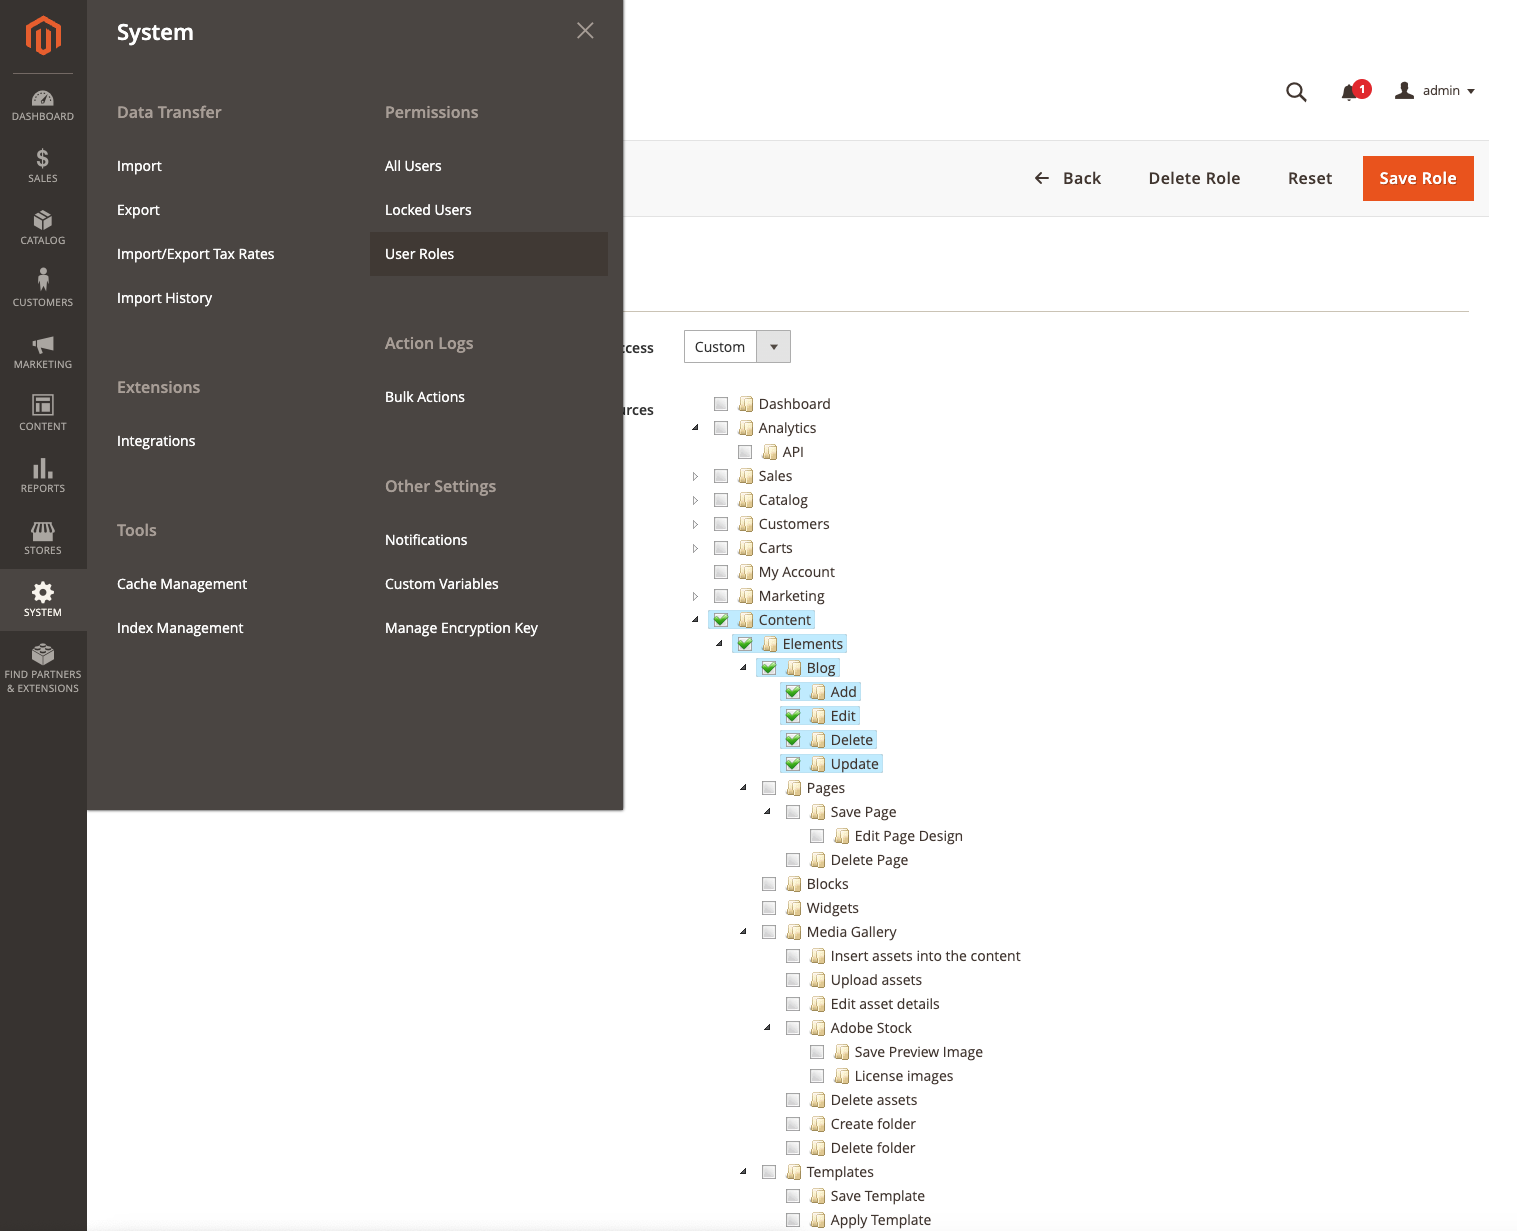 DASHBOARD
SALES
CATALOG
CUSTOMERS
MARKETING
CONTENT
REPORTS
STORES
SYSTEM
FIND PARTNERS
& EXTENSIONS
System
Data Transfer
Import
Export
Import/Export Tax Rates
Import History
Extensions
Integrations
Tools
Cache Management
Index Management
Permissions
All Users
Locked Users
User Roles
Action Logs
Bulk Actions
Other Settings
Notifications
Custom Variables
Manage Encryption Key
1
admin
Back
Delete Role
Reset
Save Role
cess
Custom
urces
Dashboard
Analytics
API
Sales
Catalog
Customers
Carts
My Account
Marketing
Content
Elements
Blog
Add
Edit
Delete
Update
Pages
Save Page
Edit Page Design
Delete Page
Blocks
Widgets
Media Gallery
Insert assets into the content
Upload assets
Edit asset details
Adobe Stock
Save Preview Image
License images
Delete assets
Create folder
Delete folder
Templates
Save Template
Apply Template